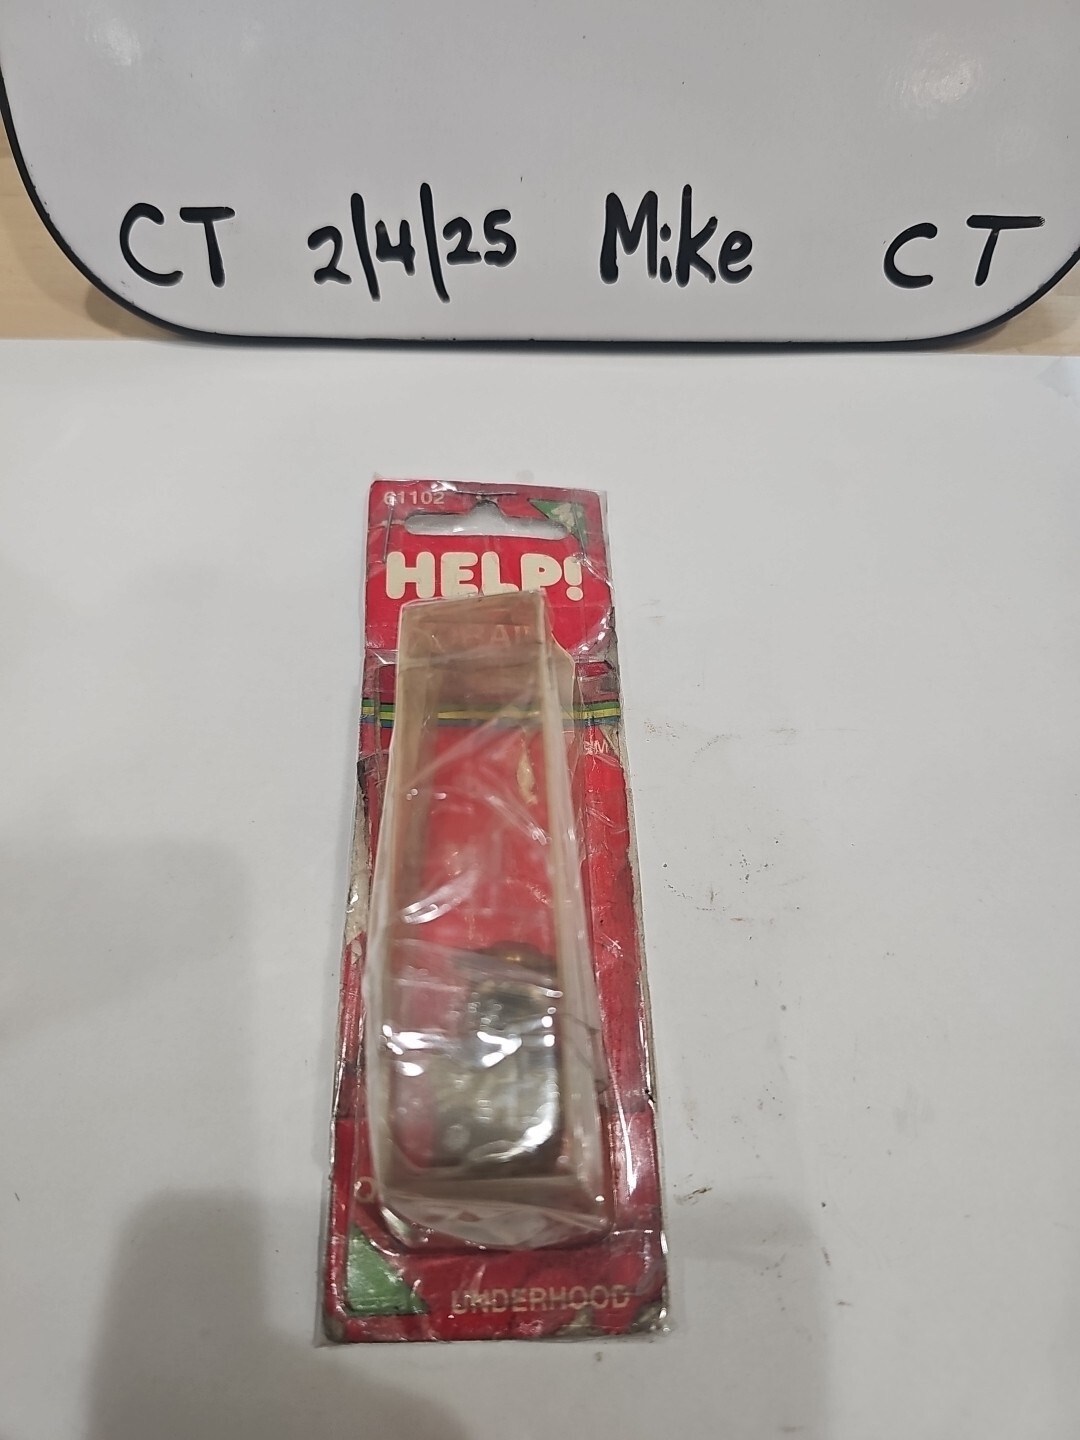 CT 2/4/25 Mike CT
61102
HELP!
UNDERHOOD